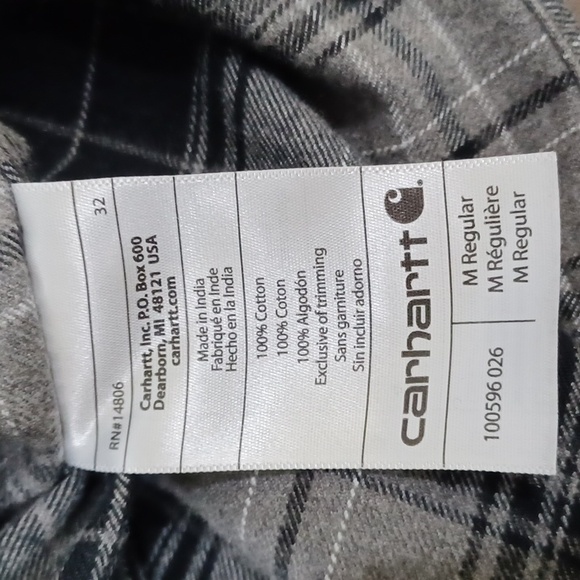 RN#14806
32
Carhartt, Inc. P.O. Box 600
Dearborn, MI 48121 USA
carhartt.com
Made in India
Fabriqué en Inde
Hecho en la India
100% Cotton
100% Coton
100% Algodón
Exclusive of trimming
Sans garniture
Sin incluir adorno
carhartt
100596 026
M Regular
M Régulière
M Regular